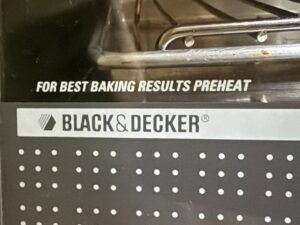 FOR BEST BAKING RESULTS PREHEAT
BLACK&DECKER®